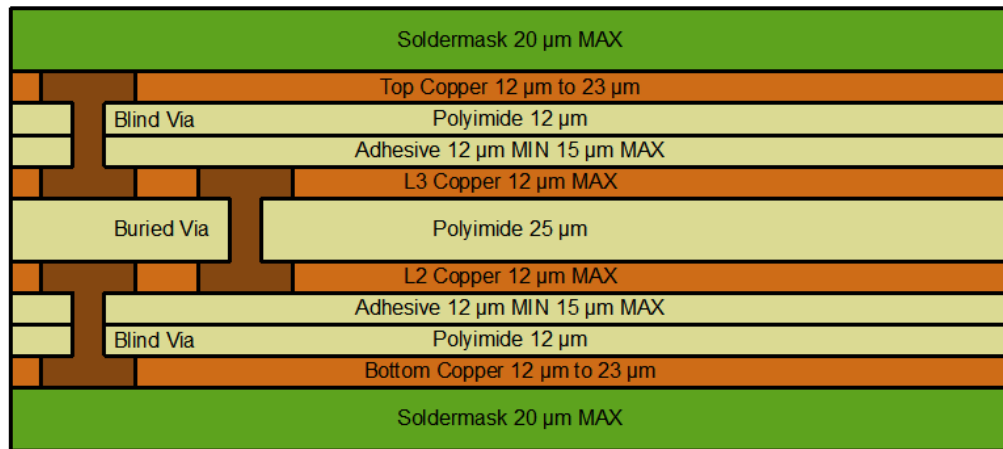 Soldermask 20 µm MAX
Top Copper 12 µm to 23 µm
Blind Via Polyimide 12 µm
Adhesive 12 µm MIN 15 µm MAX
L3 Copper 12 µm MAX
Buried Via Polyimide 25 µm
L2 Copper 12 µm MAX
Adhesive 12 µm MIN 15 µm MAX
Blind Via Polyimide 12 µm
Bottom Copper 12 µm to 23 µm
Soldermask 20 µm MAX